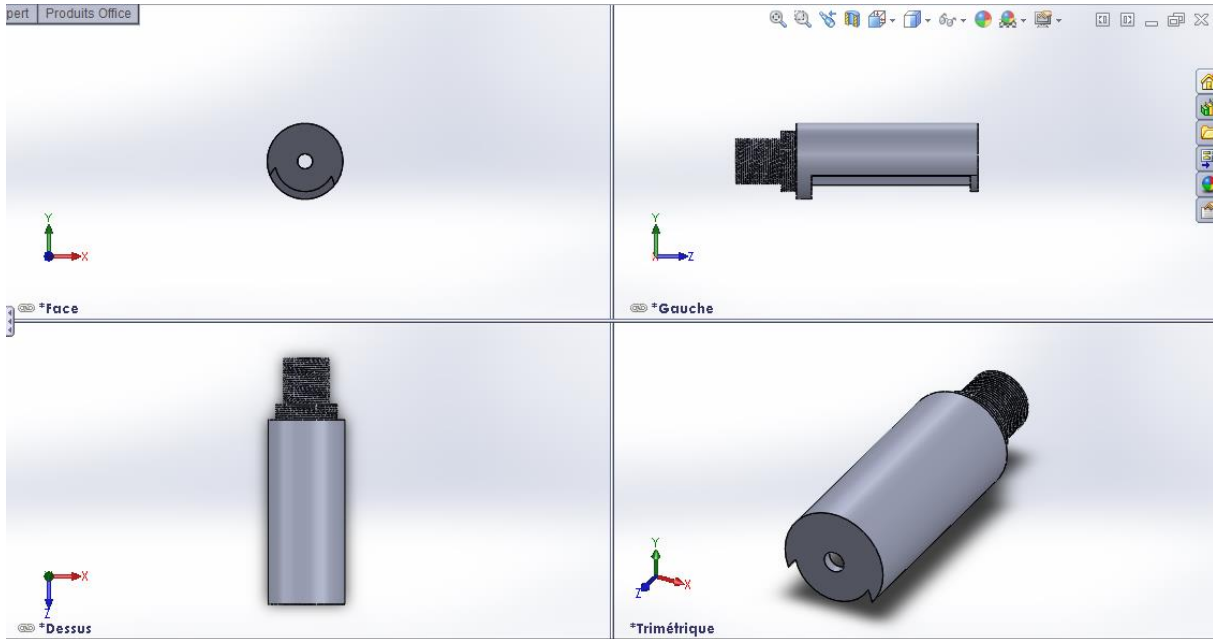 pert Produits Office
Y
X
*Face
Y
X Z
*Gauche
X
Z
*Dessus
Y
Z X
*Trimétrique